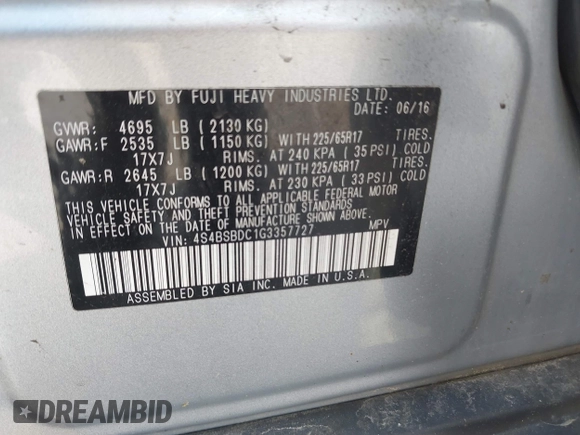 MFD BY FUJI HEAVY INDUSTRIES LTD.
DATE: 06/16
GVWR: 4695 LB ( 2130 KG)
GAWR:F 2535 LB ( 1150 KG) WITH 225/65R17 TIRES.
17X7J RIMS. AT 240 KPA ( 35 PSI) COLD
GAWR:R 2645 LB ( 1200 KG) WITH 225/65R17 TIRES.
17X7J RIMS. AT 230 KPA ( 33 PSI) COLD
THIS VEHICLE CONFORMS TO ALL APPLICABLE FEDERAL MOTOR
VEHICLE SAFETY AND THEFT PREVENTION STANDARDS
IN EFFECT ON THE DATE OF MANUFACTURE SHOWN ABOVE.
VIN: 4S4BSBDC1G3357727 MPV
ASSEMBLED BY SIA INC. MADE IN U.S.A.
DREAMBID